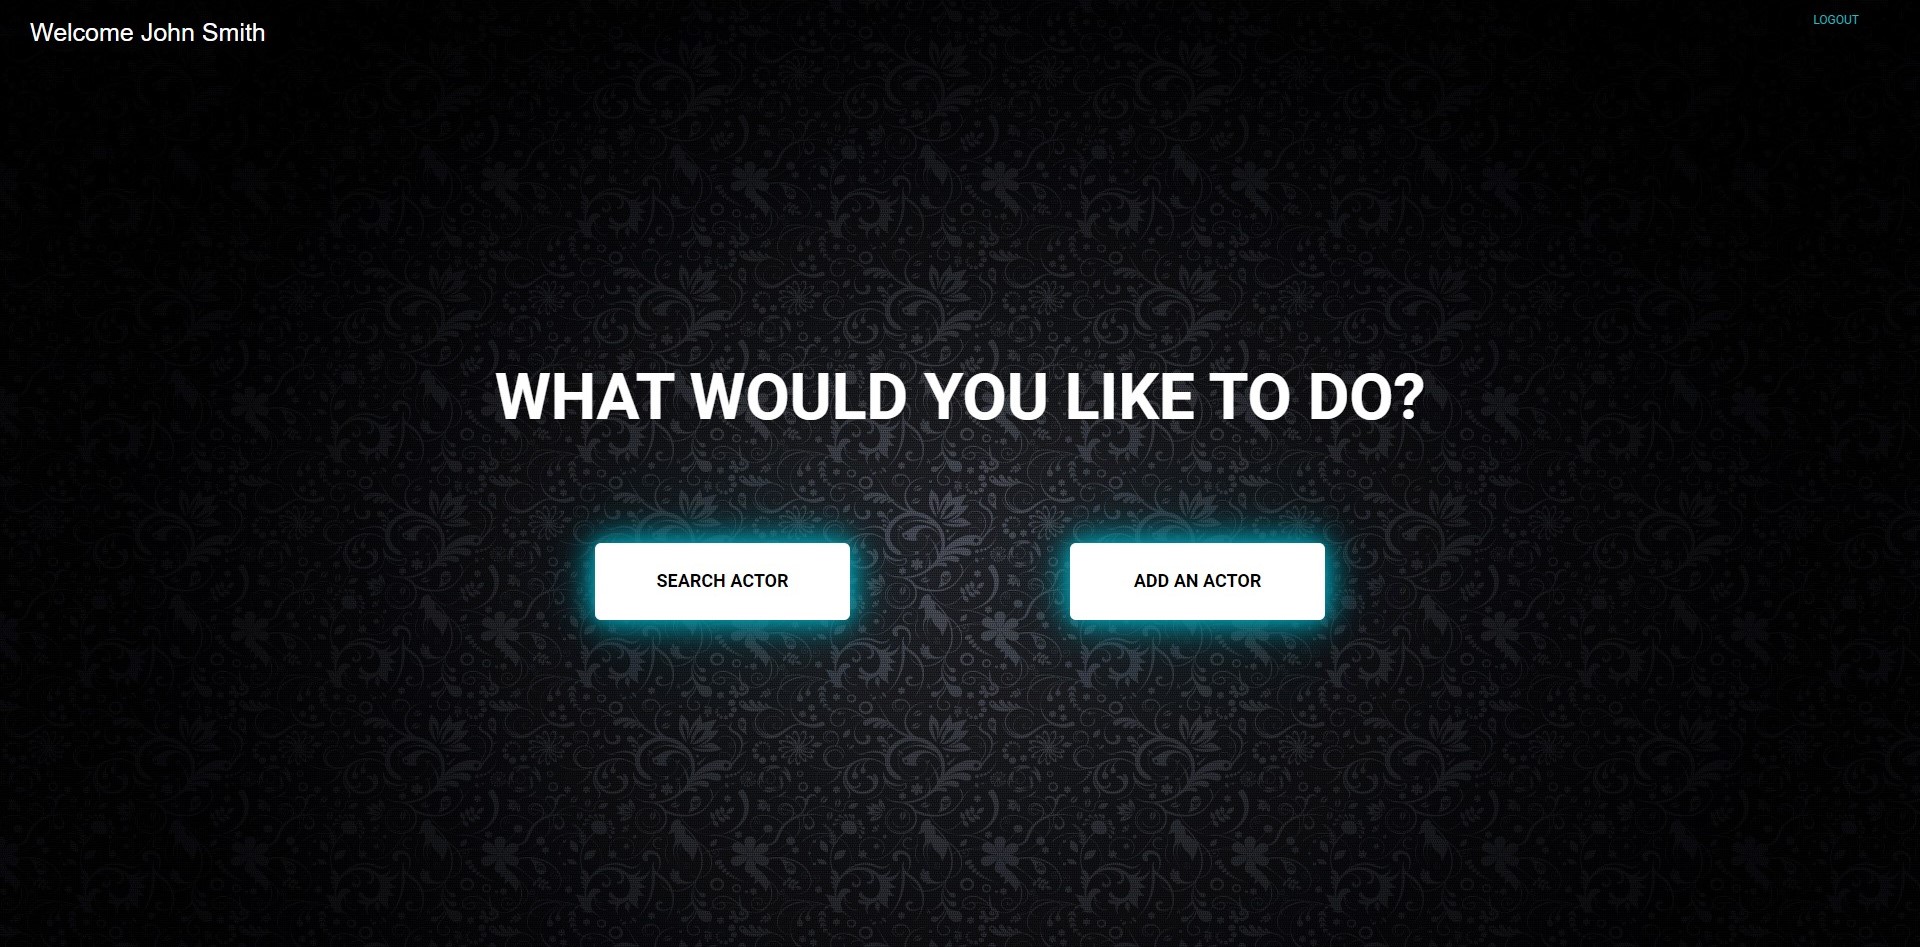 Welcome John Smith
LOGOUT
WHAT WOULD YOU LIKE TO DO?
SEARCH ACTOR
ADD AN ACTOR